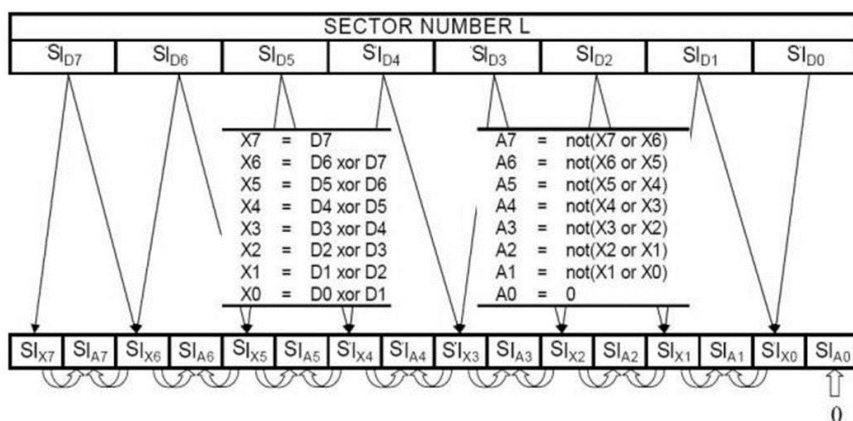 SECTOR NUMBER L
SI_D7 SI_D6 SI_D5 SI_D4 SI_D3 SI_D2 SI_D1 SI_D0
X7 = D7
X6 = D6 xor D7
X5 = D5 xor D6
X4 = D4 xor D5
X3 = D3 xor D4
X2 = D2 xor D3
X1 = D1 xor D2
X0 = D0 xor D1
A7 = not(X7 or X6)
A6 = not(X6 or X5)
A5 = not(X5 or X4)
A4 = not(X4 or X3)
A3 = not(X3 or X2)
A2 = not(X2 or X1)
A1 = not(X1 or X0)
A0 = 0
SI_X7 SI_A7 SI_X6 SI_A6 SI_X5 SI_A5 SI_X4 SI_A4 SI_X3 SI_A3 SI_X2 SI_A2 SI_X1 SI_A1 SI_X0 SI_A0
0